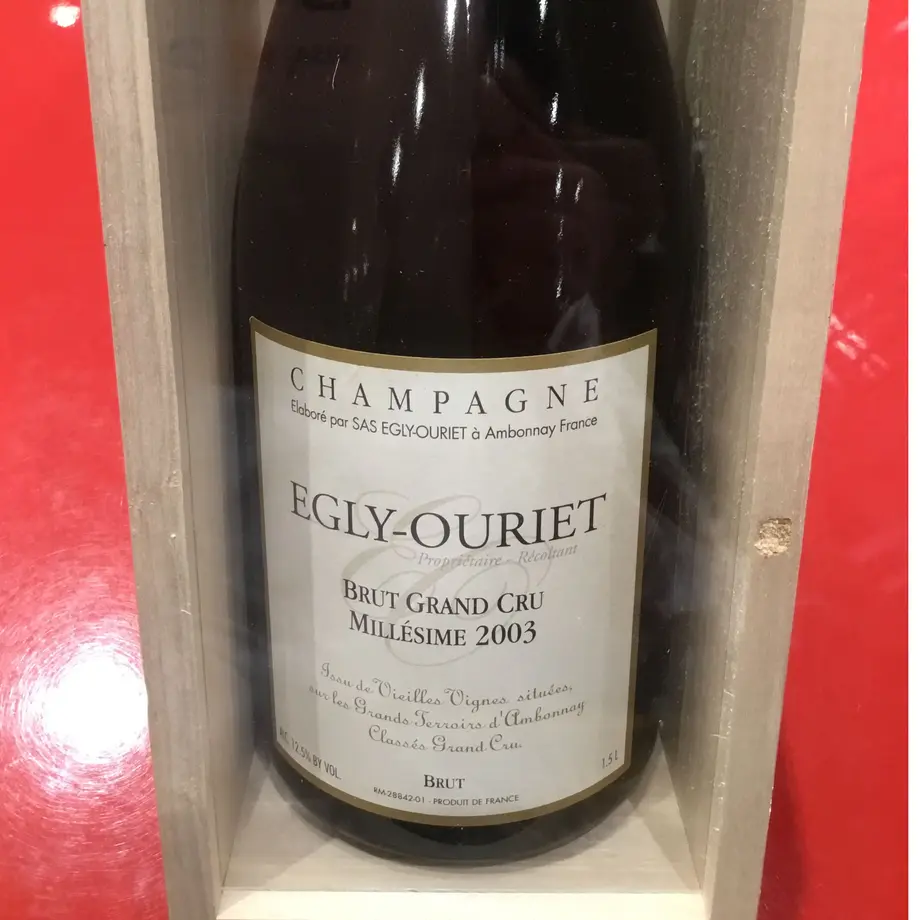 CHAMPAGNE
Elaboré par SAS EGLY-OURIET à Ambonnay France
EGLY-OURIET
Propriétaire - Récoltant
BRUT GRAND CRU
MILLÉSIME 2003
Issu de Vieilles Vignes situées,
sur les Grands Terroirs d'Ambonnay
Classés Grand Cru.
ALC. 12.5% BY VOL.
BRUT
1.5 L
RM-28842-01 - PRODUIT DE FRANCE